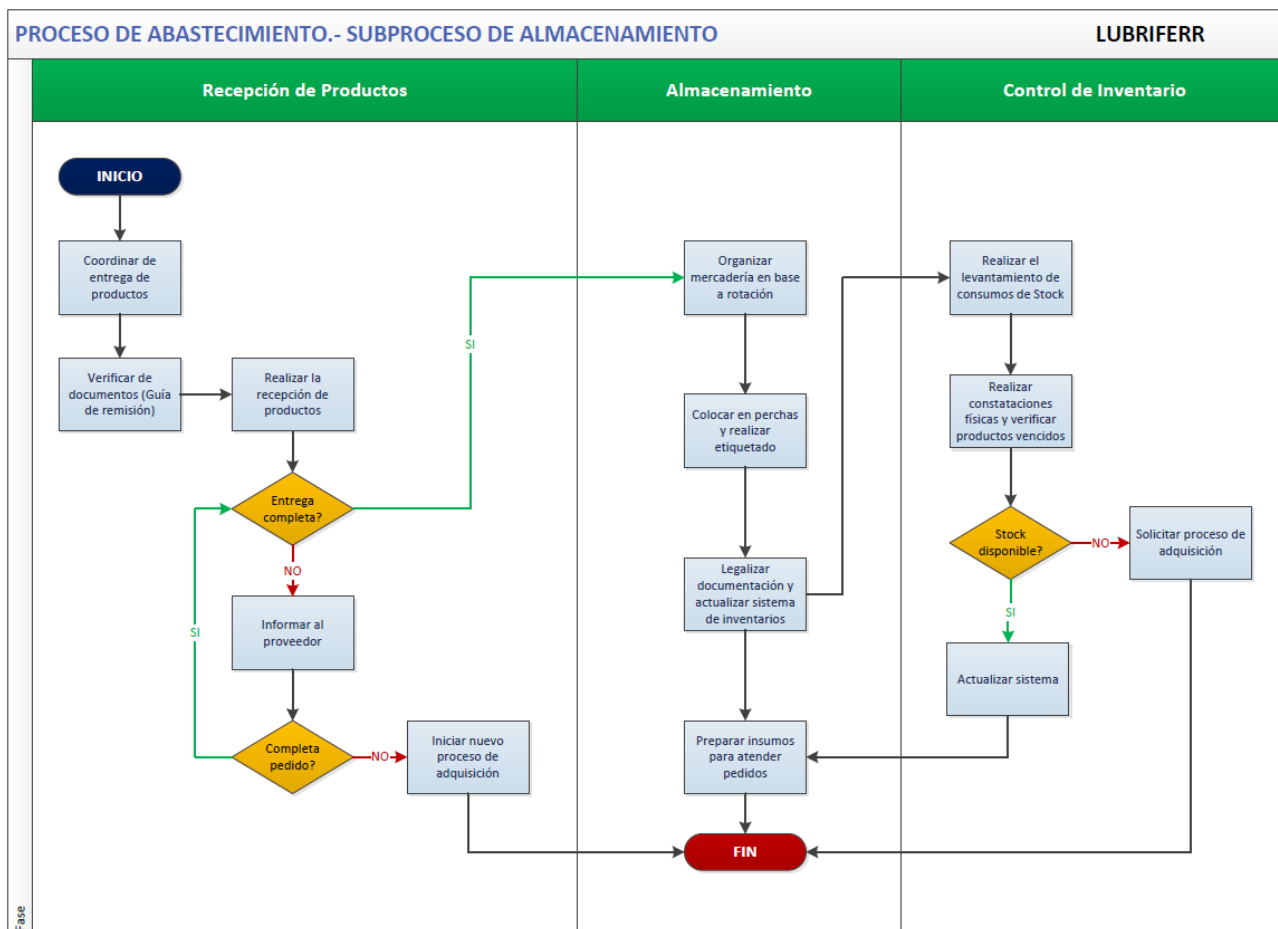 PROCESO DE ABASTECIMIENTO.- SUBPROCESO DE ALMACENAMIENTO
LUBRIFERR
Recepción de Productos
Almacenamiento
Control de Inventario
INICIO
Coordinar de
entrega de
productos
Verificar de
documentos (Guía
de remisión)
Realizar la
recepción de
productos
Entrega
completa?
SI
NO
Informar al
proveedor
SI
Completa
pedido?
NO
Iniciar nuevo
proceso de
adquisición
Organizar
mercadería en base
a rotación
Colocar en perchas
y realizar
etiquetado
Legalizar
documentación y
actualizar sistema
de inventarios
Preparar insumos
para atender
pedidos
FIN
Realizar el
levantamiento de
consumos de Stock
Realizar
constataciones
físicas y verificar
productos vencidos
Stock
disponible?
NO
Solicitar proceso de
adquisición
SI
Actualizar sistema
Fase